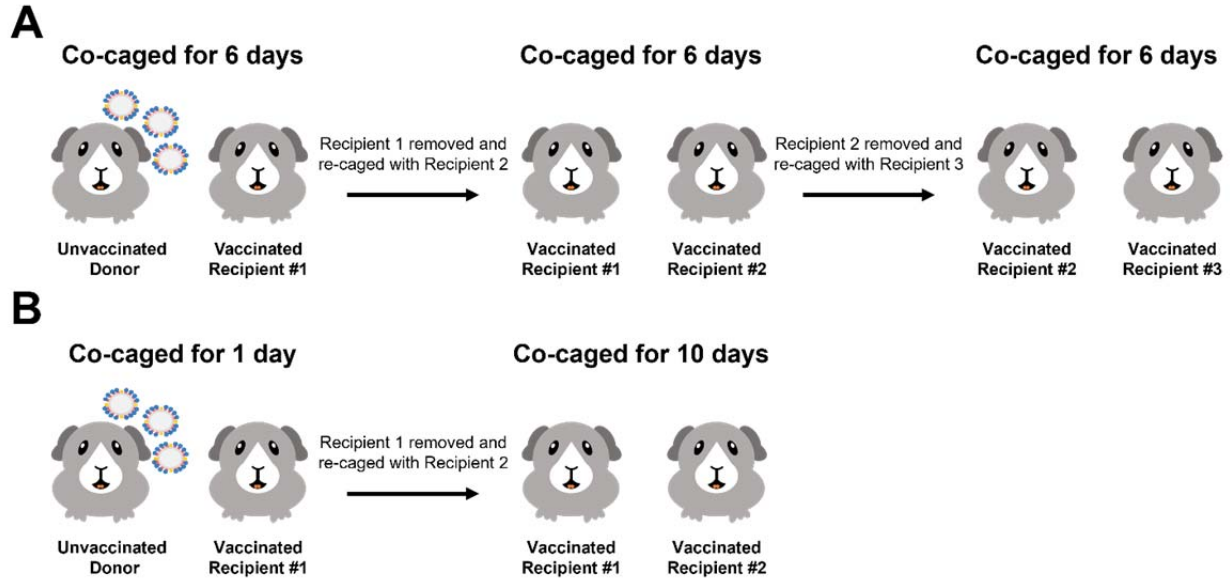 A
Co-caged for 6 days
Co-caged for 6 days
Co-caged for 6 days
Recipient 1 removed and
re-caged with Recipient 2
Recipient 2 removed and
re-caged with Recipient 3
Unvaccinated
Donor
Vaccinated
Recipient #1
Vaccinated
Recipient #1
Vaccinated
Recipient #2
Vaccinated
Recipient #2
Vaccinated
Recipient #3
B
Co-caged for 1 day
Co-caged for 10 days
Recipient 1 removed and
re-caged with Recipient 2
Unvaccinated
Donor
Vaccinated
Recipient #1
Vaccinated
Recipient #1
Vaccinated
Recipient #2